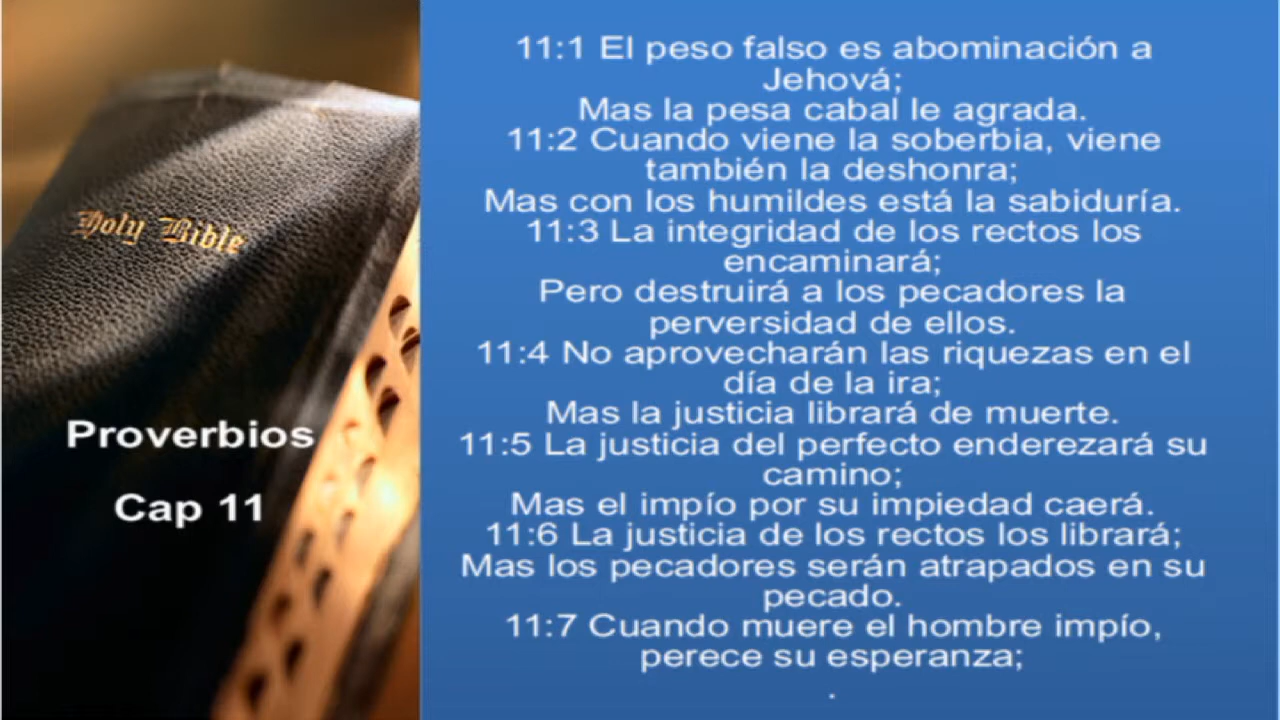 Holy Bible
Proverbios
Cap 11
11:1 El peso falso es abominación a
Jehová;
Mas la pesa cabal le agrada.
11:2 Cuando viene la soberbia, viene
también la deshonra;
Mas con los humildes está la sabiduría.
11:3 La integridad de los rectos los
encaminará;
Pero destruirá a los pecadores la
perversidad de ellos.
11:4 No aprovecharán las riquezas en el
día de la ira;
Mas la justicia librará de muerte.
11:5 La justicia del perfecto enderezará su
camino;
Mas el impío por su impiedad caerá.
11:6 La justicia de los rectos los librará;
Mas los pecadores serán atrapados en su
pecado.
11:7 Cuando muere el hombre impío,
perece su esperanza;
.